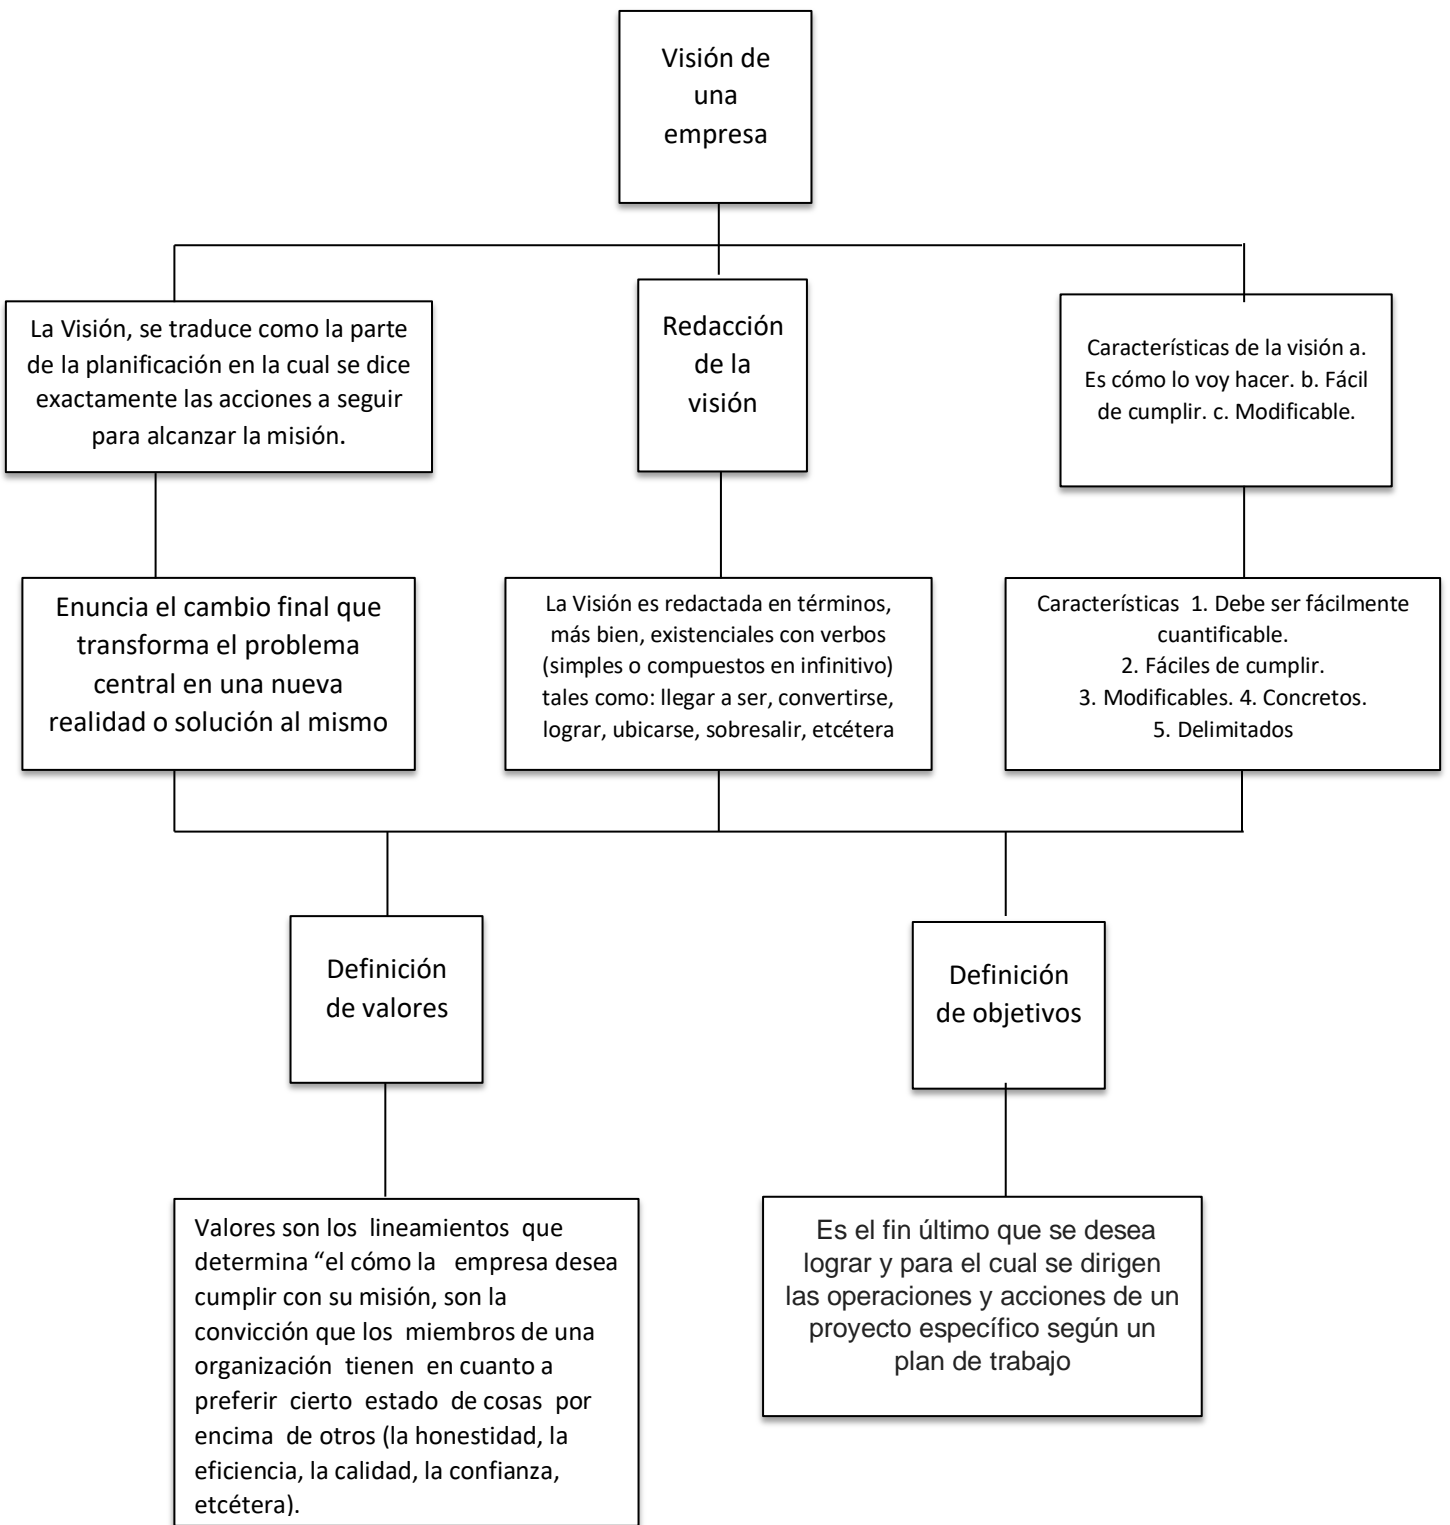 Visión de
una
empresa
La Visión, se traduce como la parte
de la planificación en la cual se dice
exactamente las acciones a seguir
para alcanzar la misión.
Redacción
de la
visión
Características de la visión a.
Es cómo lo voy hacer. b. Fácil
de cumplir. c. Modificable.
Enuncia el cambio final que
transforma el problema
central en una nueva
realidad o solución al mismo
La Visión es redactada en términos,
más bien, existenciales con verbos
(simples o compuestos en infinitivo)
tales como: llegar a ser, convertirse,
lograr, ubicarse, sobresalir, etcétera
Características 1. Debe ser fácilmente
cuantificable.
2. Fáciles de cumplir.
3. Modificables. 4. Concretos.
5. Delimitados
Definición
de valores
Definición
de objetivos
Valores son los lineamientos que
determina “el cómo la empresa desea
cumplir con su misión, son la
convicción que los miembros de una
organización tienen en cuanto a
preferir cierto estado de cosas por
encima de otros (la honestidad, la
eficiencia, la calidad, la confianza,
etcétera).
Es el fin último que se desea
lograr y para el cual se dirigen
las operaciones y acciones de un
proyecto específico según un
plan de trabajo